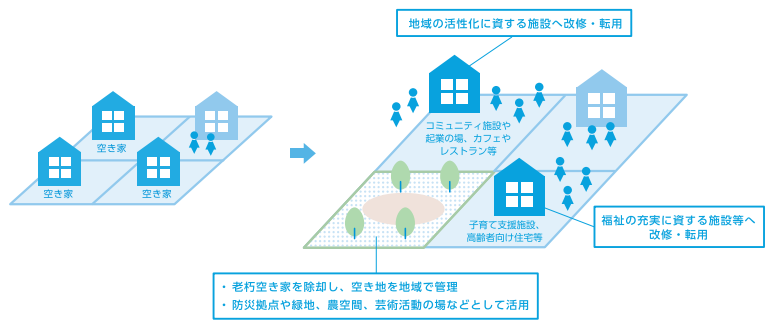 地域の活性化に資する施設へ改修・転用
空き家
空き家
空き家
コミュニティ施設や
起業の場、カフェや
レストラン等
子育て支援施設、
高齢者向け住宅等
福祉の充実に資する施設等へ
改修・転用
・老朽空き家を除却し、空き地を地域で管理
・防災拠点や緑地、農空間、芸術活動の場などとして活用